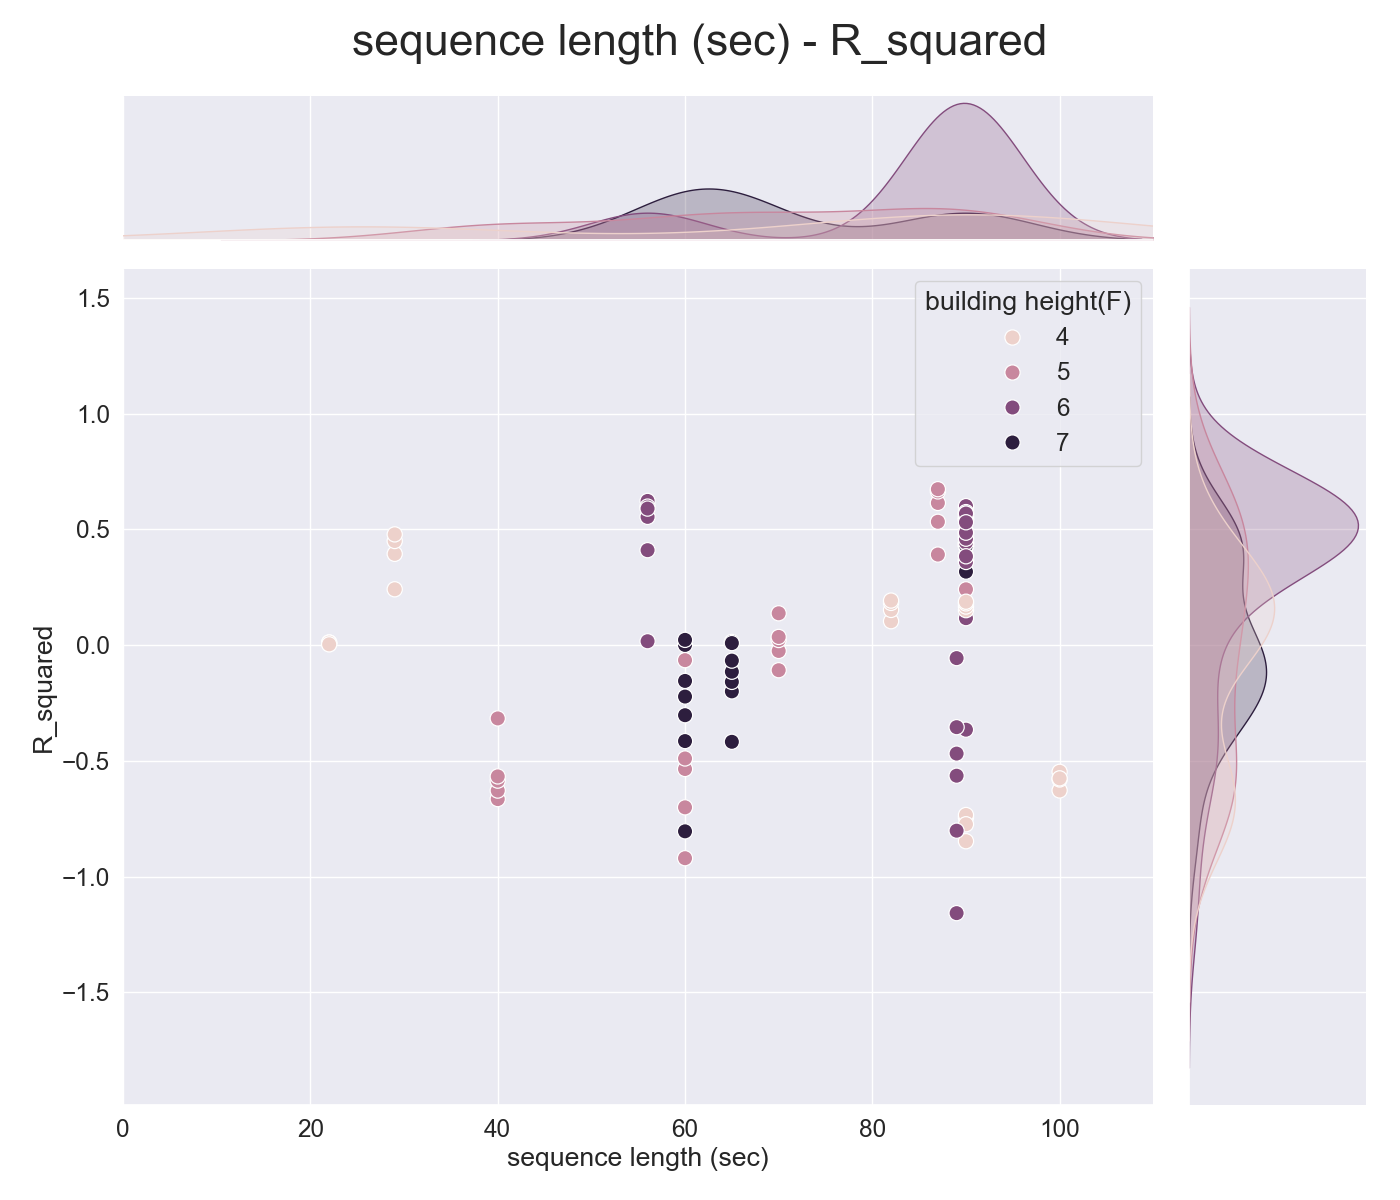 sequence length (sec) - R_squared
building height(F)
4
5
6
7
1.5
1.0
0.5
0.0
−0.5
−1.0
−1.5
R_squared
0 20 40 60 80 100
sequence length (sec)